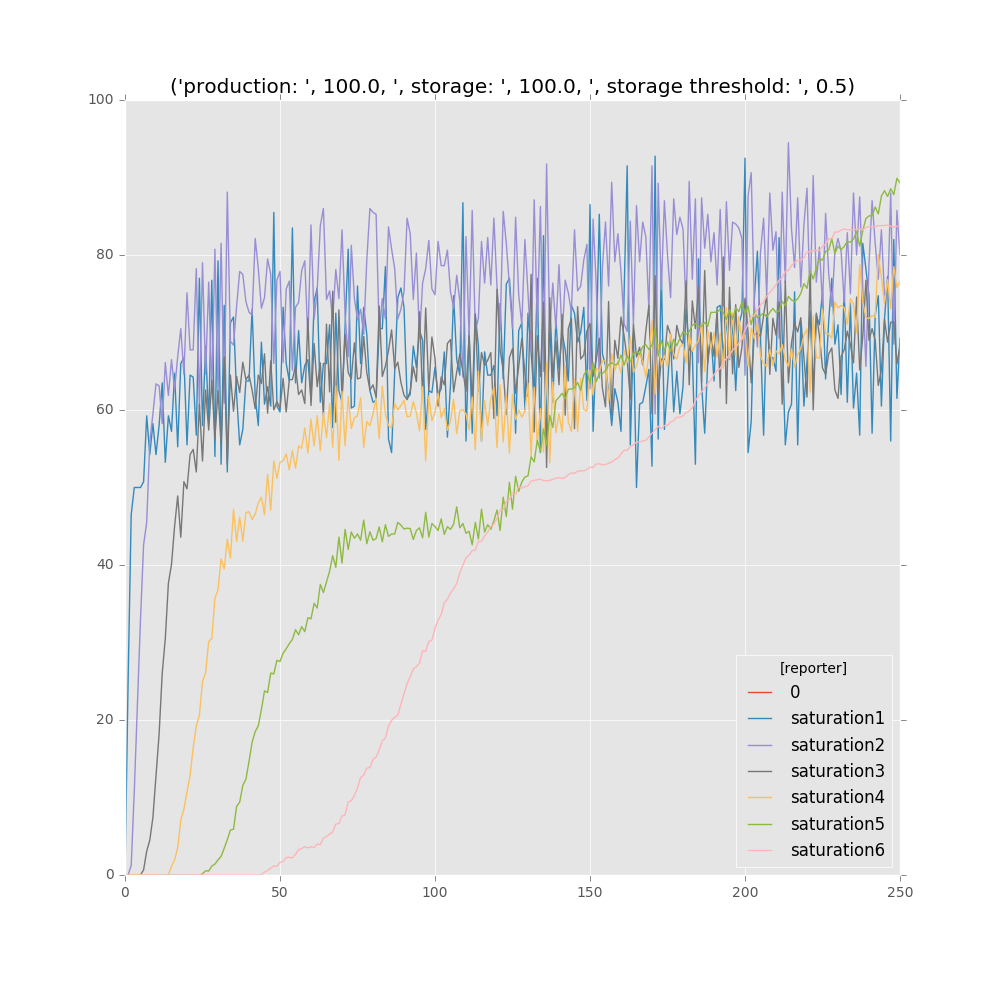 ('production: ', 100.0, ', storage: ', 100.0, ', storage threshold: ', 0.5)
100
80
60
40
20
0
0 50 100 150 200 250
[reporter]
0
saturation1
saturation2
saturation3
saturation4
saturation5
saturation6